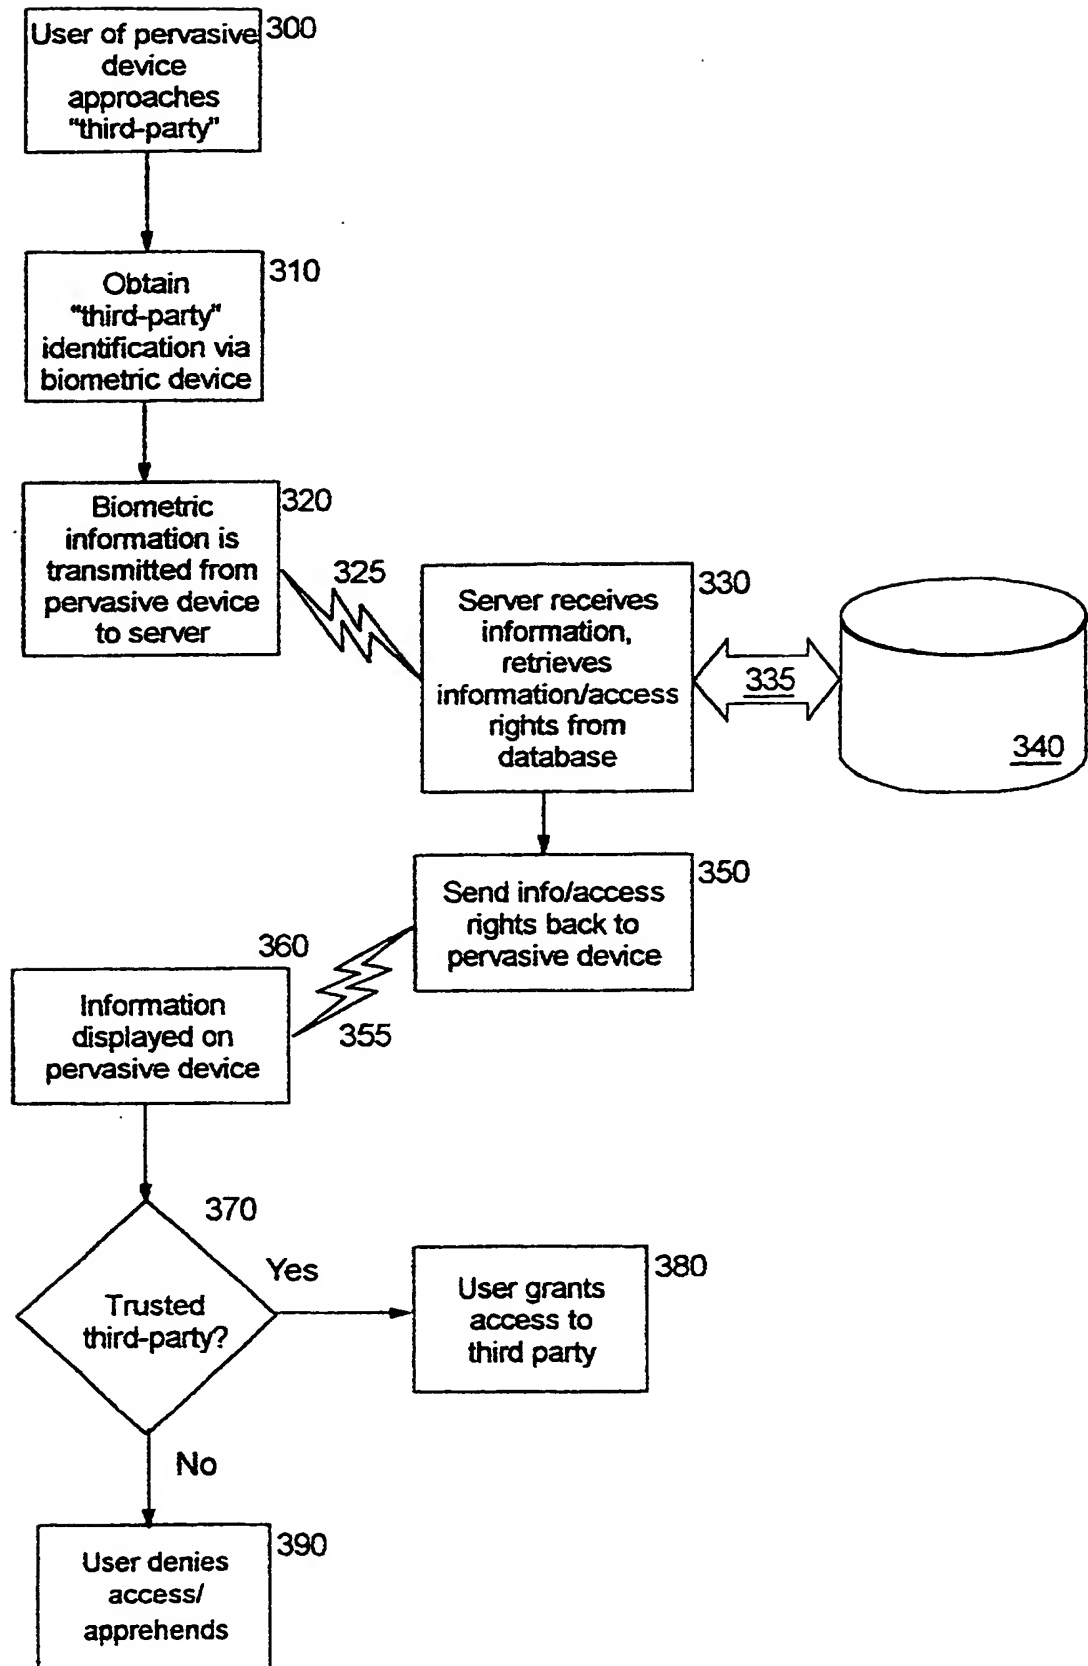 User of pervasive
device
approaches
"third-party"
300
Obtain
"third-party"
identification via
biometric device
310
Biometric
information is
transmitted from
pervasive device
to server
320
325
Server receives
information,
retrieves
information/access
rights from
database
330
335
340
Send info/access
rights back to
pervasive device
350
355
360
Information
displayed on
pervasive device
370
Trusted
third-party?
Yes
User grants
access to
third party
380
No
User denies
access/
apprehends
390